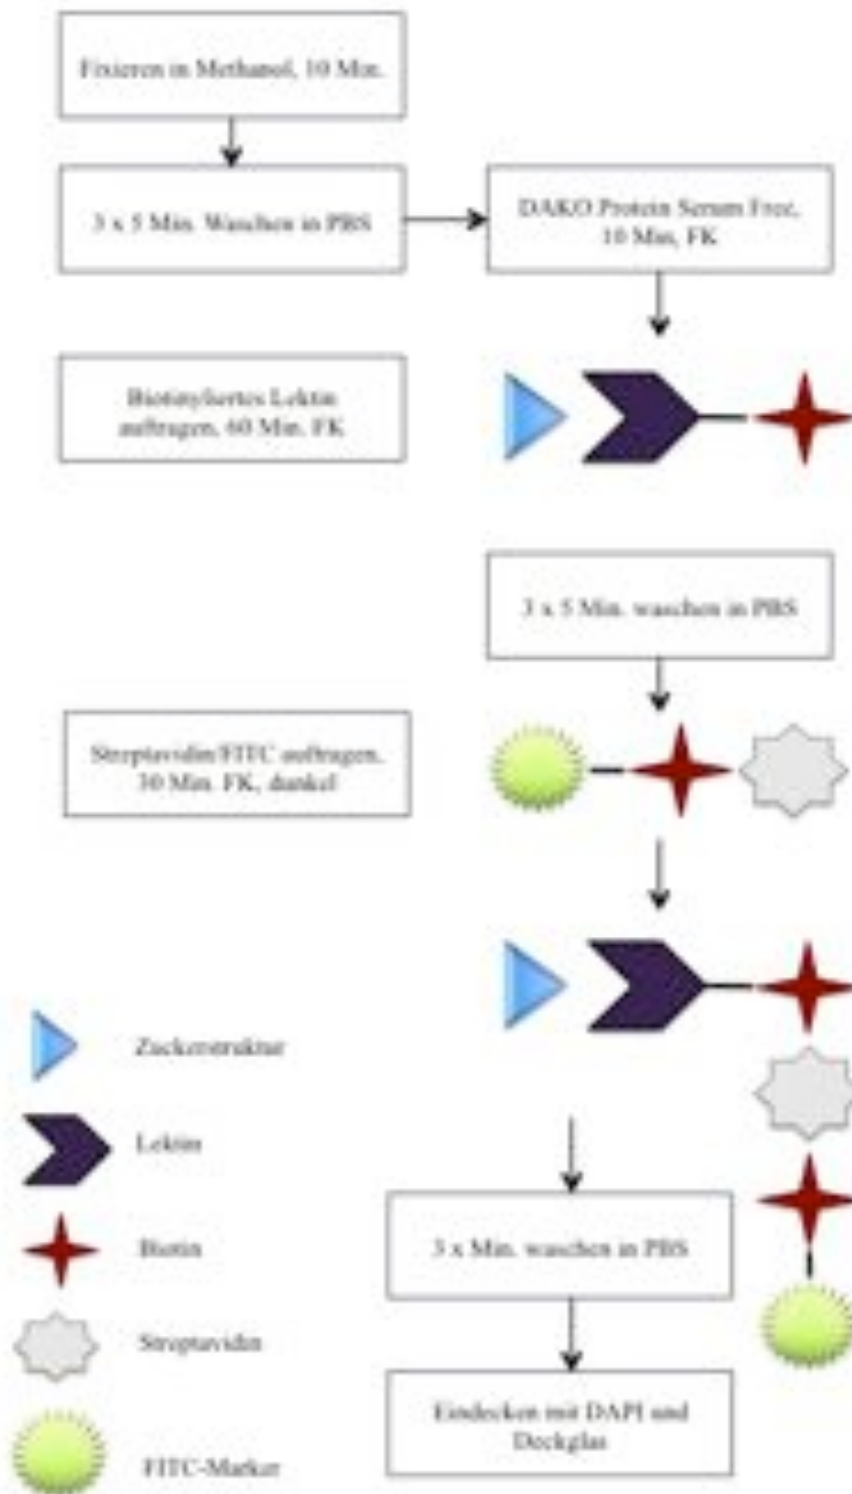 Fixieren in Methanol, 10 Min.
3 x 5 Min. Waschen in PBS
DAKO Protein Serum Free,
10 Min, FK
Biotinyliertes Lektin
auftragen, 60 Min. FK
3 x 5 Min. waschen in PBS
Streptavidin/FITC auftragen,
30 Min. FK, dunkel
Zuckerstruktur
Lektin
Biotin
Streptavidin
FITC-Marker
3 x Min. waschen in PBS
Eindecken mit DAPI und
Deckglas